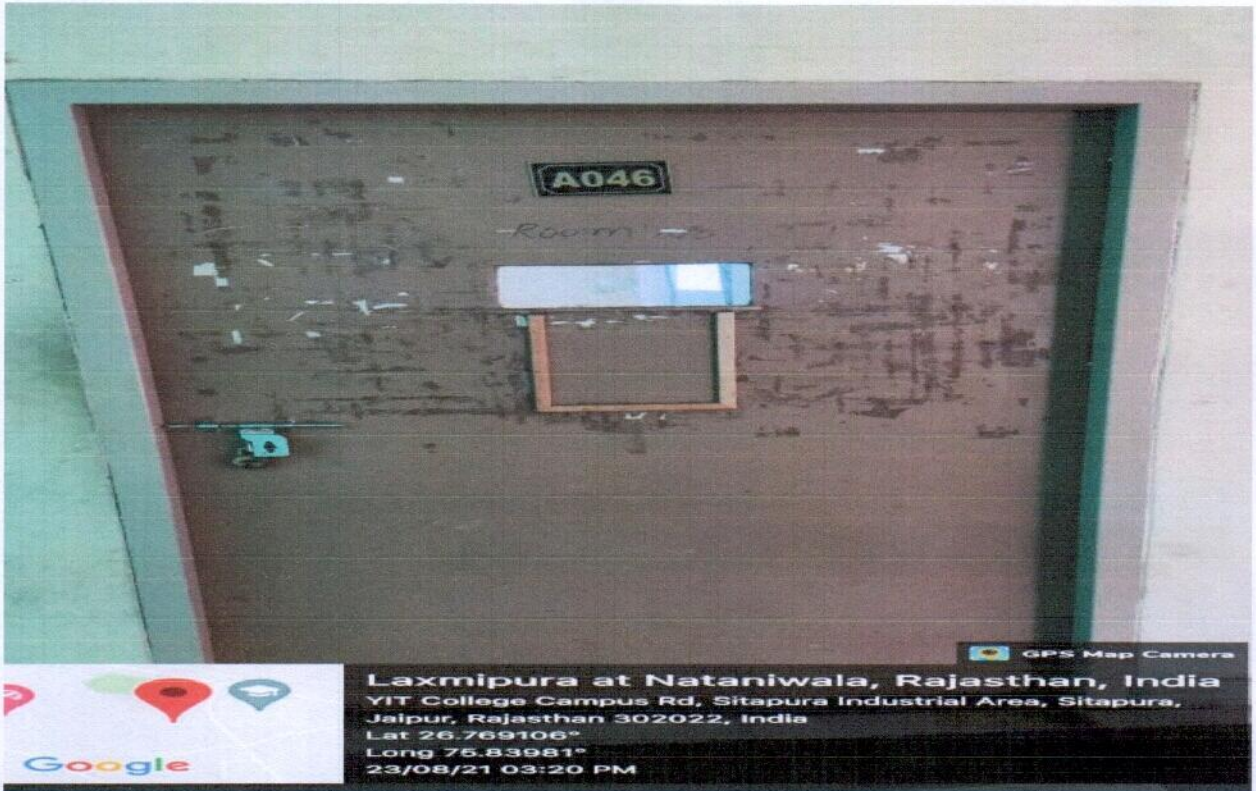 A046
Room
GPS Map Camera
Laxmipura at Nataniwala, Rajasthan, India
YIT College Campus Rd, Sitapura Industrial Area, Sitapura,
Jaipur, Rajasthan 302022, India
Lat 26.769106°
Long 75.83981°
23/08/21 03:20 PM
Google